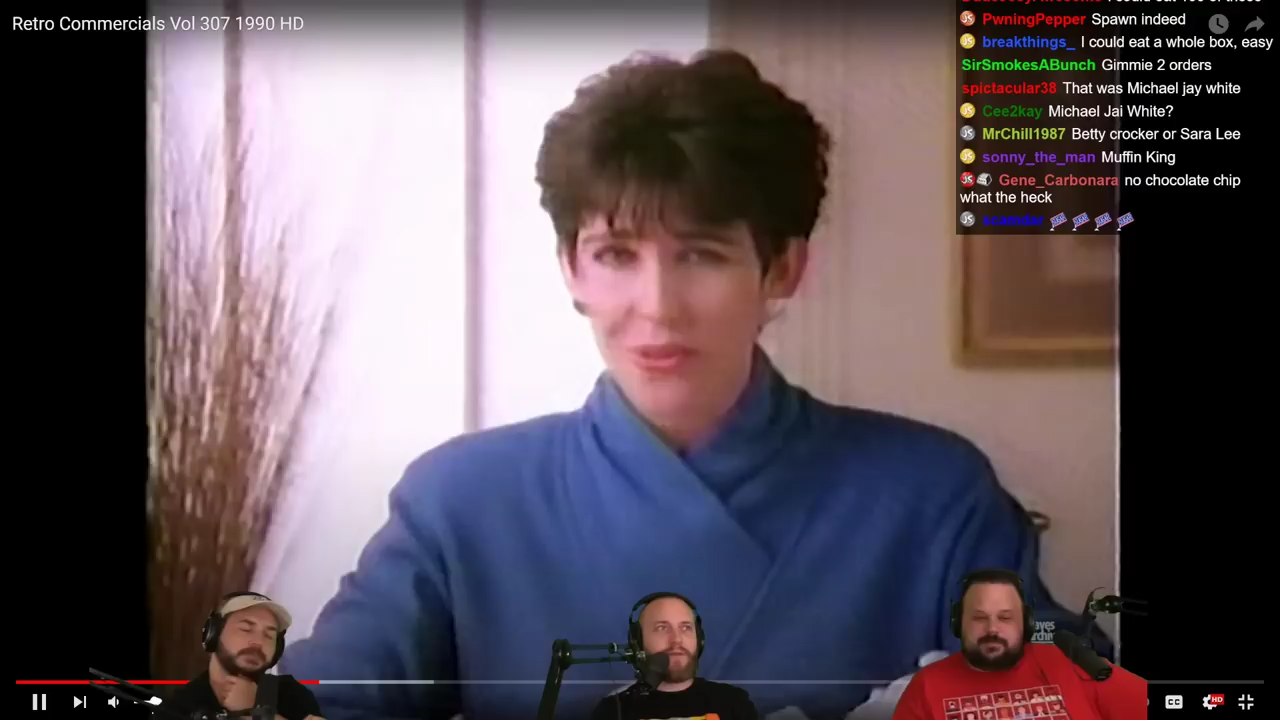 Retro Commercials Vol 307 1990 HD
PwningPepper Spawn indeed
breakthings_ I could eat a whole box, easy
SirSmokesABunch Gimmie 2 orders
spictacular38 That was Michael jay white
Cee2kay Michael Jai White?
MrChill1987 Betty crocker or Sara Lee
sonny_the_man Muffin King
Gene_Carbonara no chocolate chip
what the heck
CC
HD